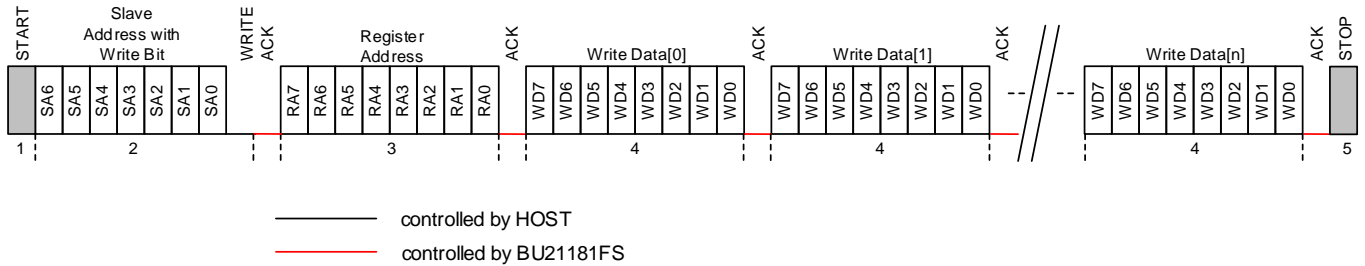 START
Slave
Address with
Write Bit
WRITE
ACK
Register
Address
ACK
Write Data[0]
ACK
Write Data[1]
ACK
Write Data[n]
ACK
STOP
SA6 SA5 SA4 SA3 SA2 SA1 SA0 RA7 RA6 RA5 RA4 RA3 RA2 RA1 RA0 WD7 WD6 WD5 WD4 WD3 WD2 WD1 WD0 WD7 WD6 WD5 WD4 WD3 WD2 WD1 WD0 WD7 WD6 WD5 WD4 WD3 WD2 WD1 WD0
1 2 3 4 4 4 5
controlled by HOST
controlled by BU21181FS